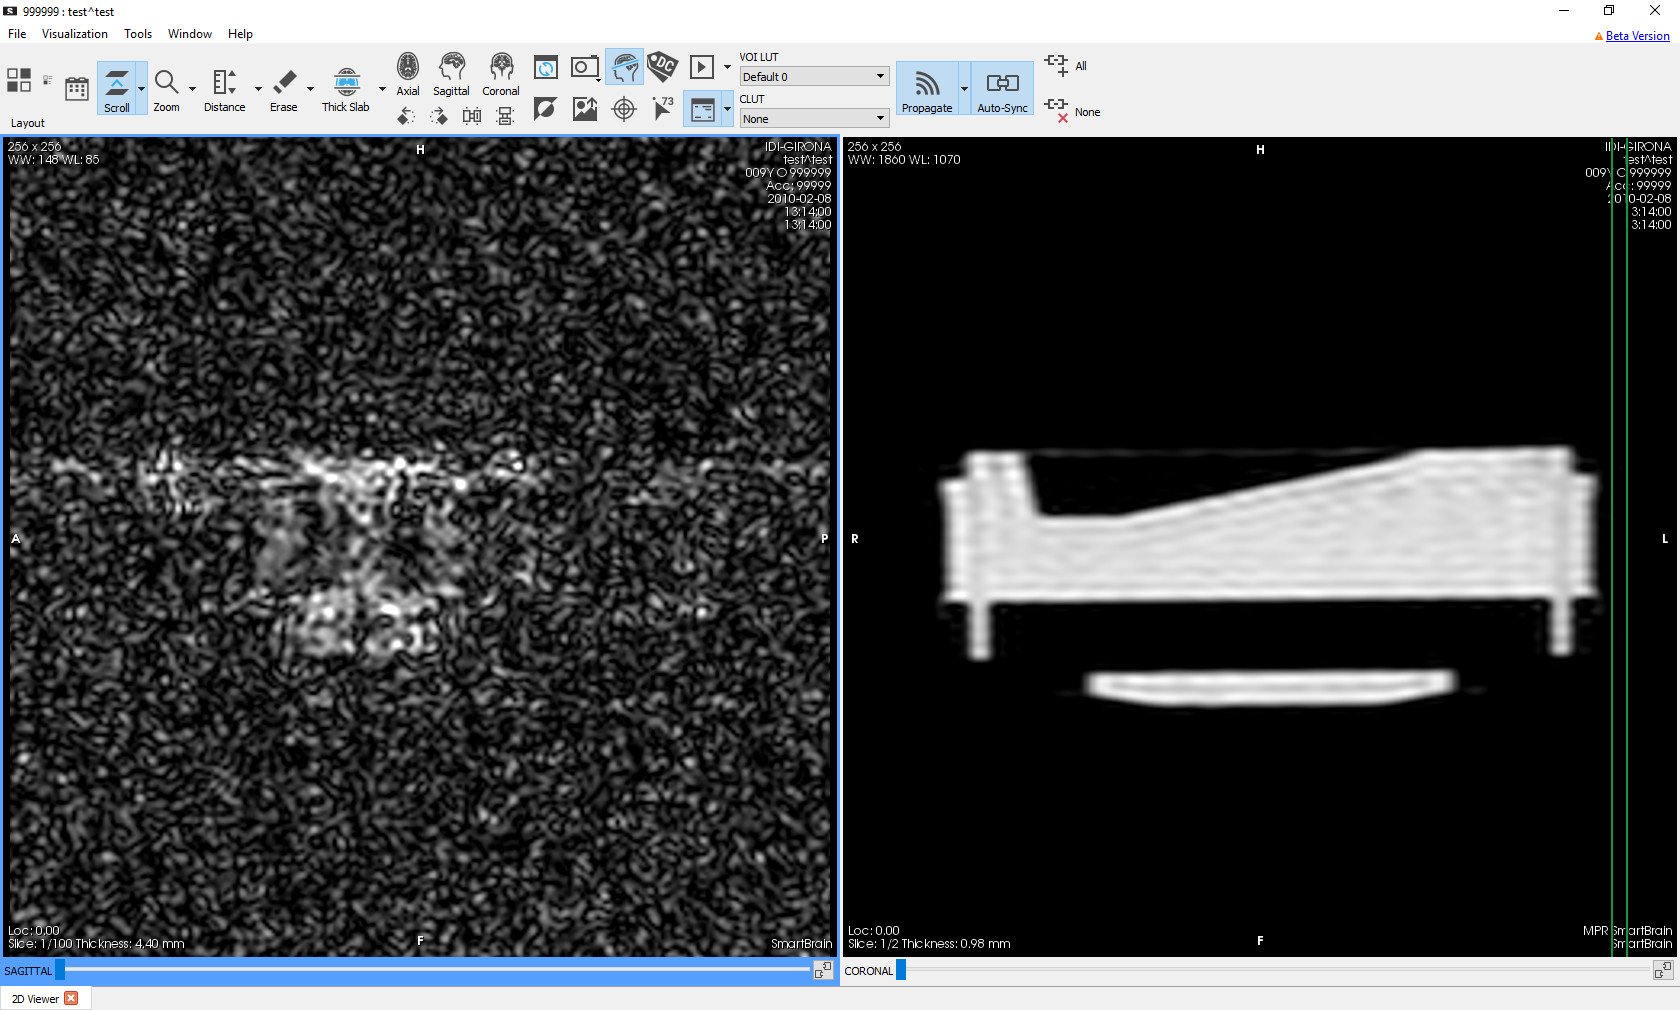 999999 : test^test
File Visualization Tools Window Help
Beta Version
Layout
Scroll
Zoom
Distance
Erase
Thick Slab
Axial
Sagittal
Coronal
DC
73
VOI LUT
Default 0
CLUT
None
Propagate
Auto-Sync
All
None
256 x 256
WW: 148 WL: 85
H
IDI-GIRONA
test^test
009Y O 999999
Acc: 99999
2010-02-08
13:14:00
13:14:00
A
P
Loc: 0.00
Slice: 1/100 Thickness: 4.40 mm
F
SmartBrain
256 x 256
WW: 1860 WL: 1070
H
IDI-GIRONA
test^test
009Y O 999999
Acc: 99999
2010-02-08
3:14:00
3:14:00
R
L
Loc: 0.00
Slice: 1/2 Thickness: 0.98 mm
F
MPR SmartBrain
SmartBrain
SAGITTAL
CORONAL
2D Viewer